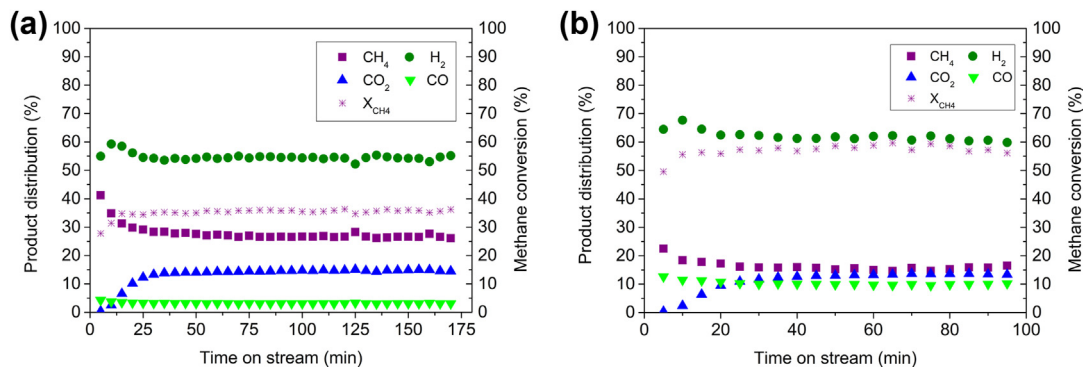 (a)
100
90
80
70
60
50
40
30
20
10
0
Product distribution (%)
CH4 H2
CO2 CO
XCH4
100
90
80
70
60
50
40
30
20
10
0
Methane conversion (%)
0 25 50 75 100 125 150 175
Time on stream (min)
(b)
100
90
80
70
60
50
40
30
20
10
0
Product distribution (%)
CH4 H2
CO2 CO
XCH4
100
90
80
70
60
50
40
30
20
10
0
Methane conversion (%)
0 20 40 60 80 100
Time on stream (min)